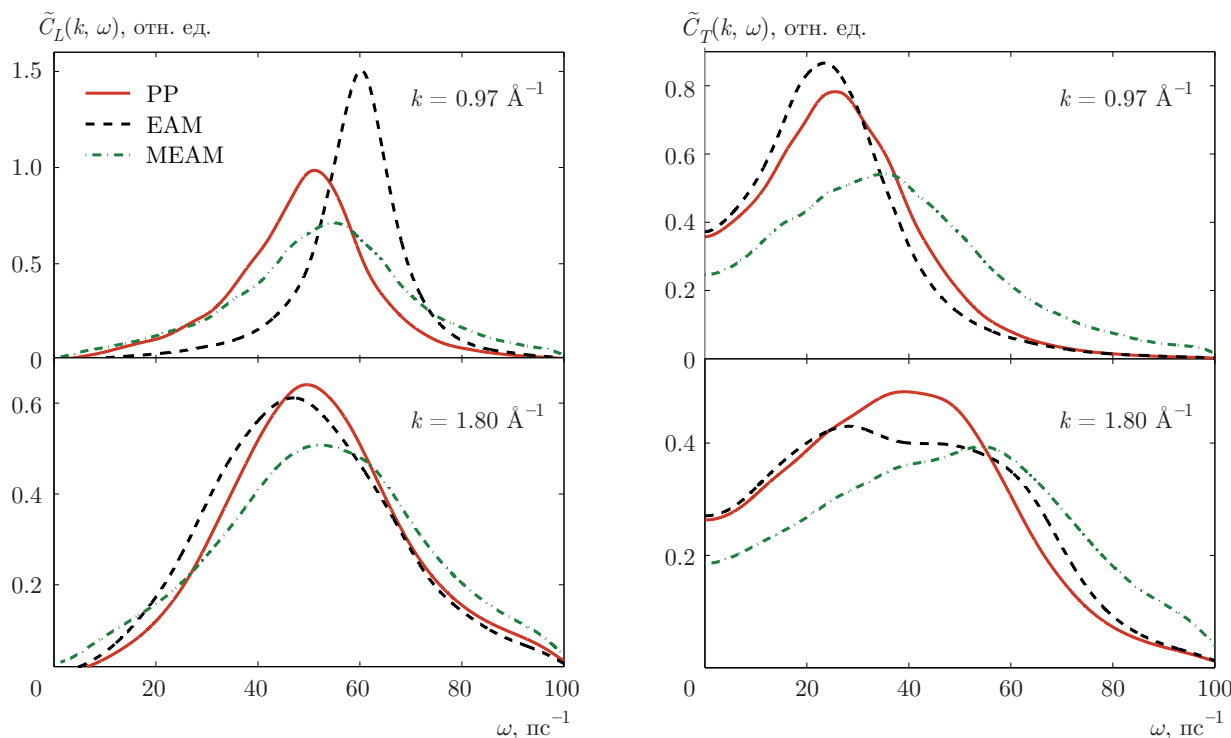 C̃_L(k, ω), отн. ед.
1.5
1.0
0.5
0
PP
EAM
MEAM
k = 0.97 Å⁻¹
0.6
0.4
0.2
k = 1.80 Å⁻¹
0 20 40 60 80 100
ω, пс⁻¹
C̃_T(k, ω), отн. ед.
0.8
0.6
0.4
0.2
0
k = 0.97 Å⁻¹
0.4
0.2
k = 1.80 Å⁻¹
0 20 40 60 80 100
ω, пс⁻¹